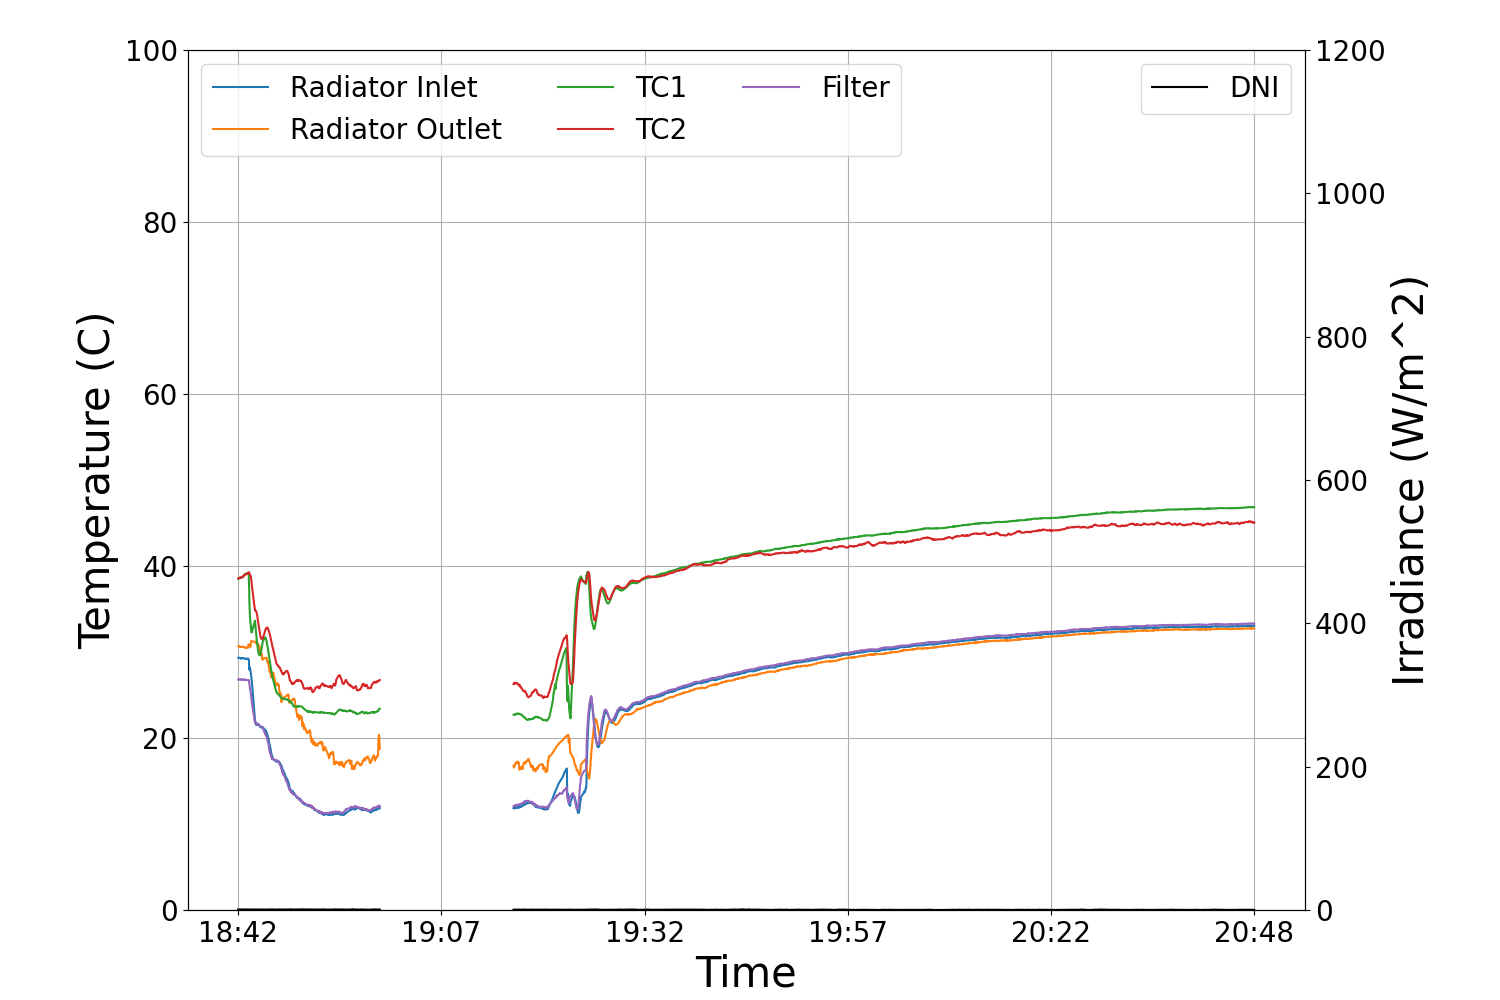 Radiator Inlet
Radiator Outlet
TC1
TC2
Filter
DNI
Temperature (C)
100
80
60
40
20
0
Irradiance (W/m^2)
1200
1000
800
600
400
200
0
18:42 19:07 19:32 19:57 20:22 20:48
Time